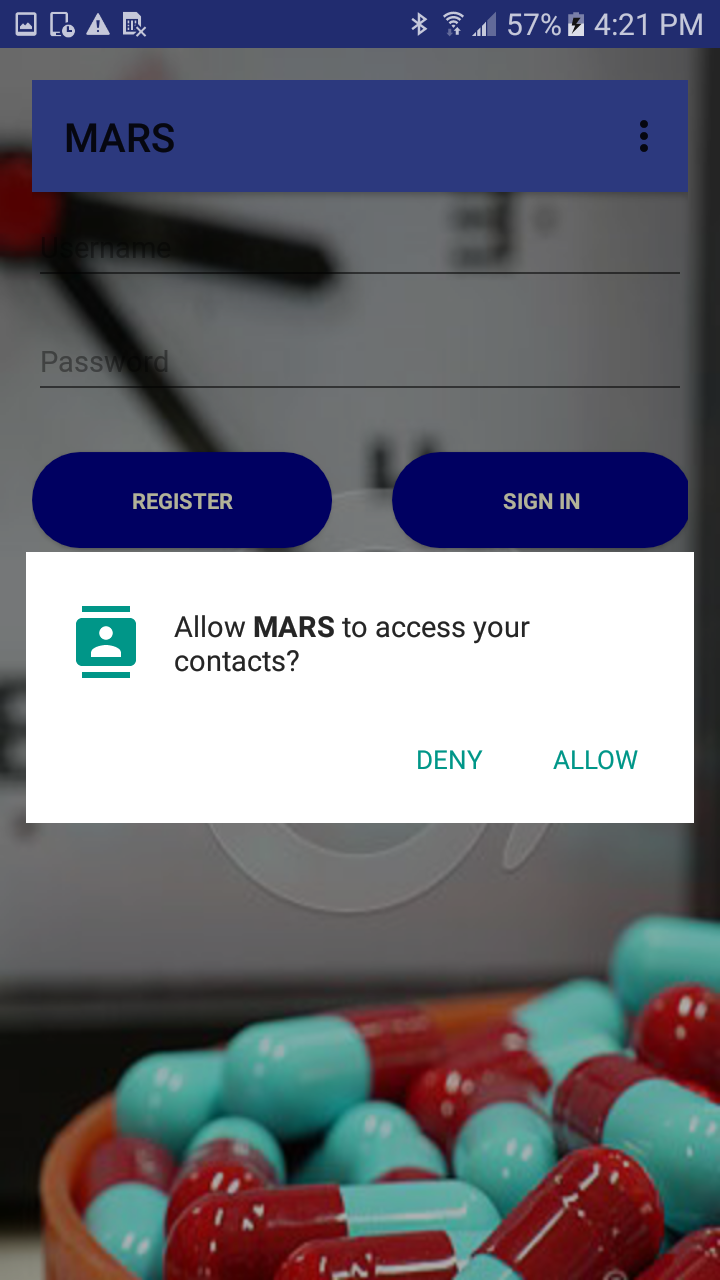 57% 4:21 PM
MARS
Username
Password
REGISTER SIGN IN
Allow MARS to access your
contacts?
DENY ALLOW